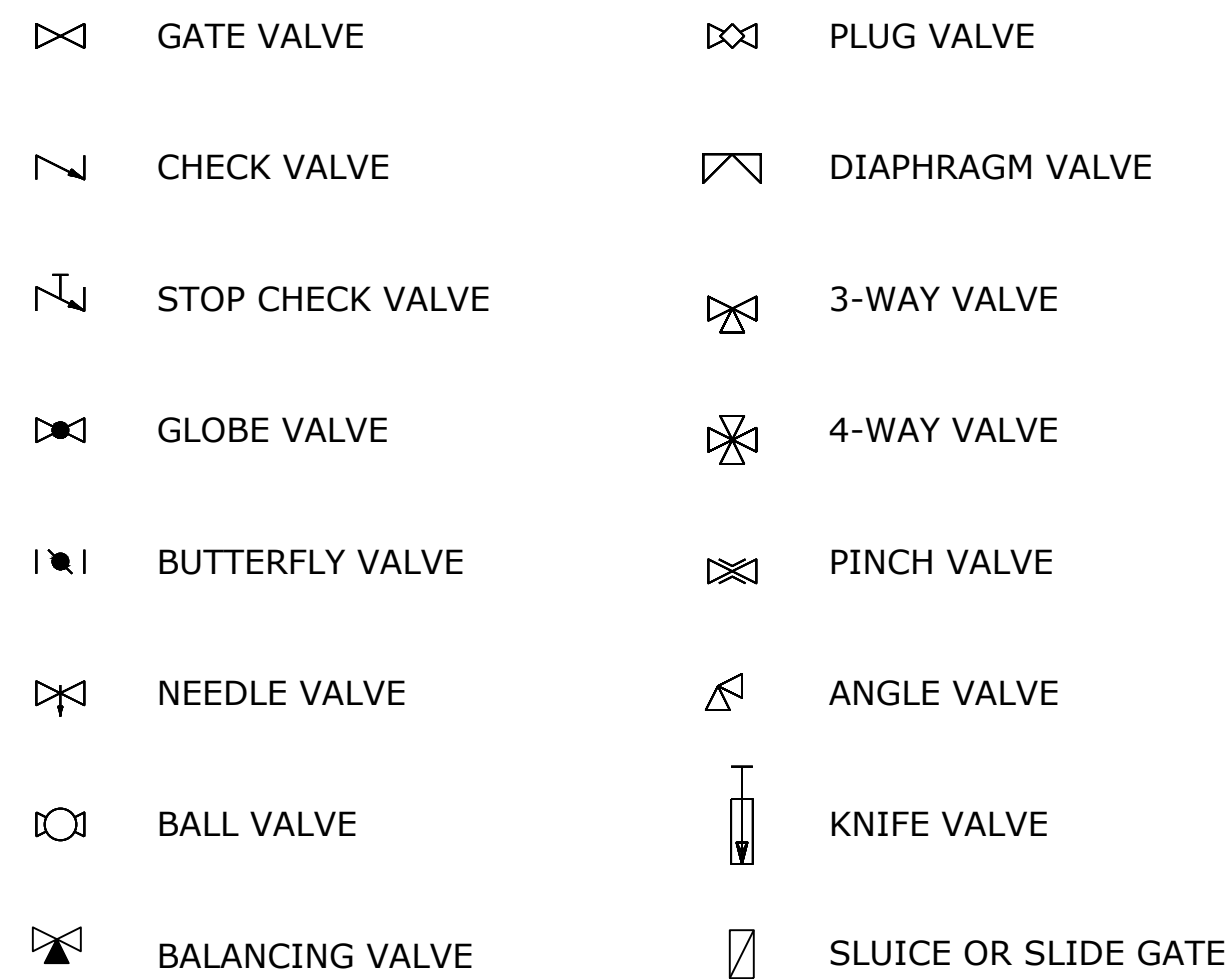 GATE VALVE
CHECK VALVE
STOP CHECK VALVE
GLOBE VALVE
BUTTERFLY VALVE
NEEDLE VALVE
BALL VALVE
BALANCING VALVE
PLUG VALVE
DIAPHRAGM VALVE
3-WAY VALVE
4-WAY VALVE
PINCH VALVE
ANGLE VALVE
KNIFE VALVE
SLUICE OR SLIDE GATE